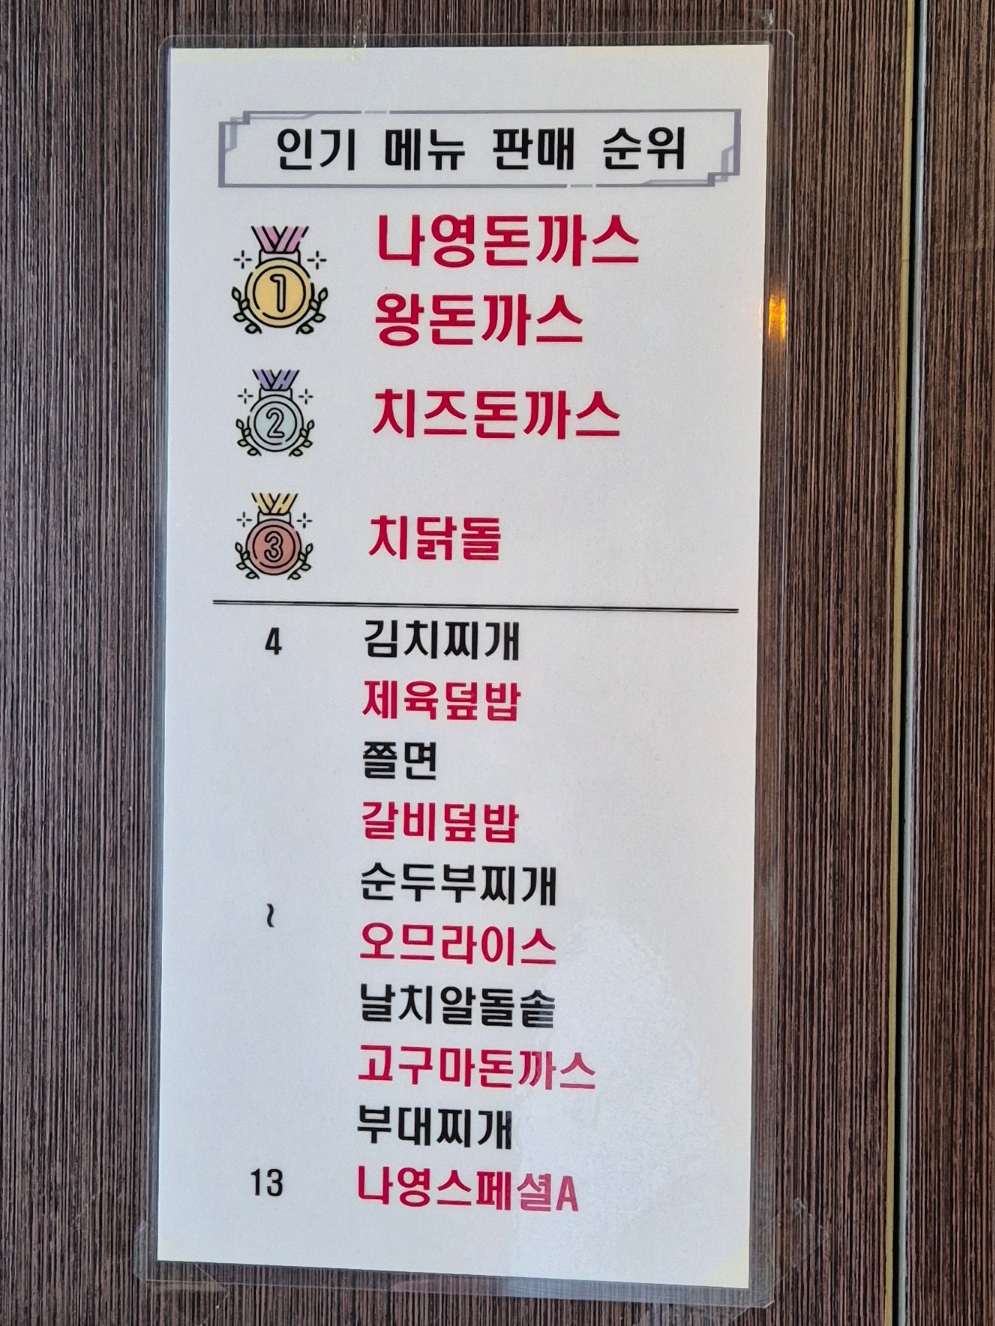 인기 메뉴 판매 순위
1 나영돈까스
왕돈까스
2 치즈돈까스
3 치닭돌
4 김치찌개
제육덮밥
쫄면
갈비덮밥
순두부찌개
~
오므라이스
날치알돌솥
고구마돈까스
부대찌개
13 나영스페셜A